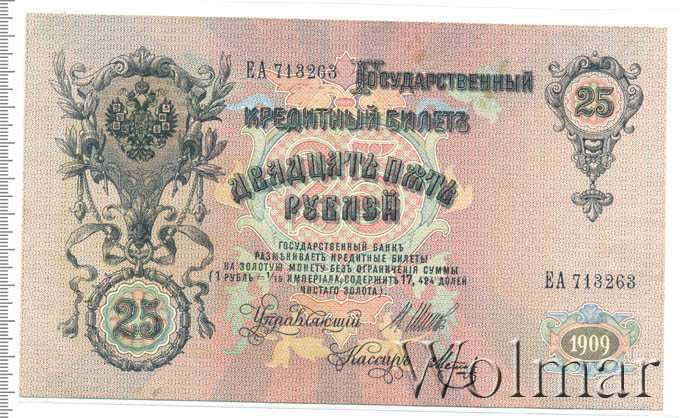 ЕА 713263
Государственный
Кредитный Билетъ
25
Двадцать пять
рублей
25
Государственный банкъ
размѣниваетъ кредитные билеты
на золотую монету безъ ограниченія суммы
(1 рубль = 1/15 имперіала, содержитъ 17,424 долей
чистаго золота).
25
ЕА 713263
Управляющій
Кассиръ
1909
Wolmar